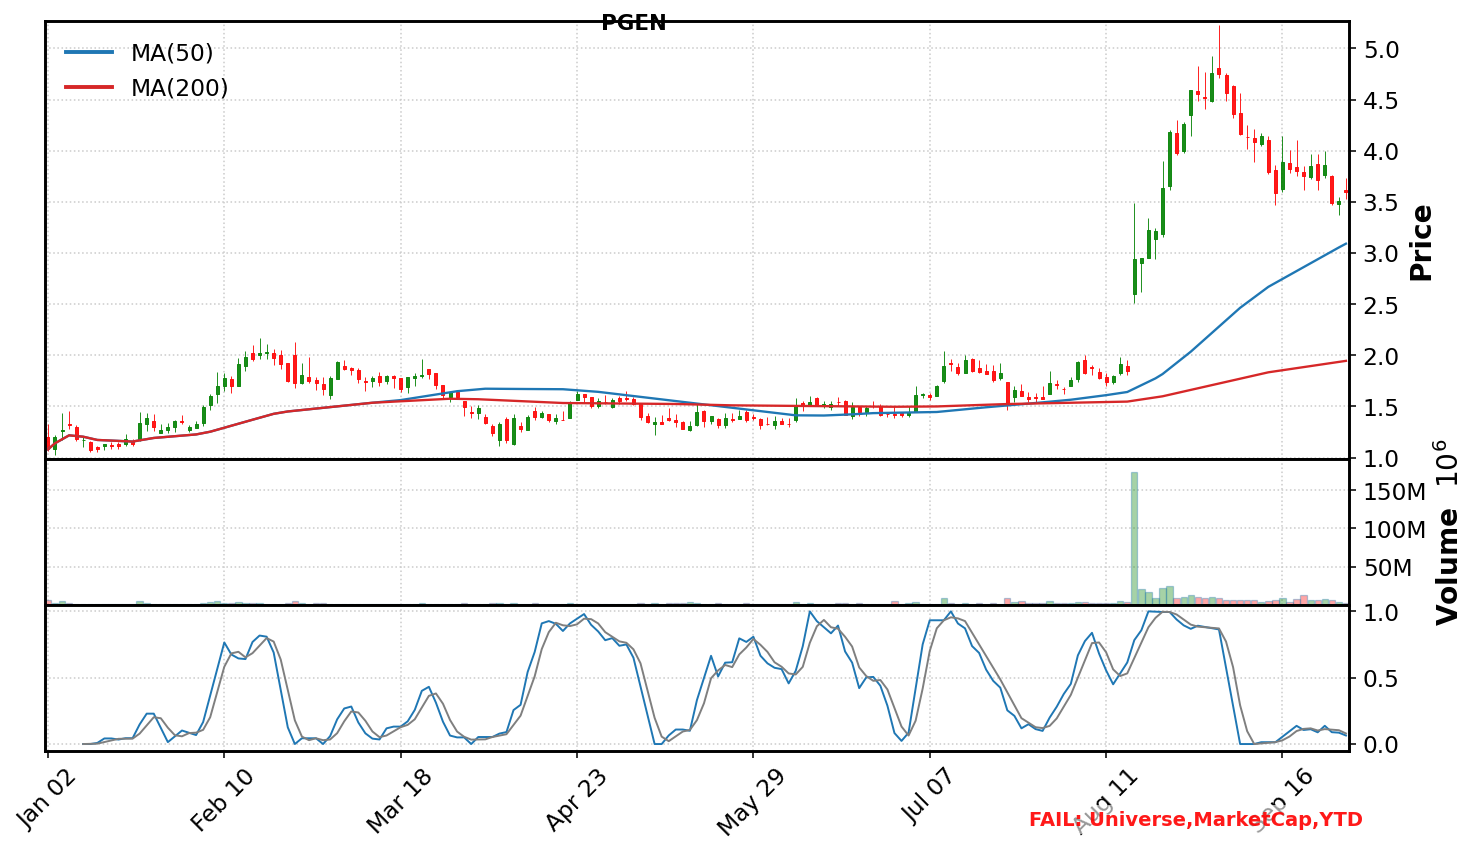 PGEN
MA(50)
MA(200)
5.0
4.5
4.0
3.5
3.0
2.5
2.0
1.5
1.0
Price
150M
100M
50M
Volume 10⁶
1.0
0.5
0.0
Jan 02
Feb 10
Mar 18
Apr 23
May 29
Jul 07
Aug 11
Sep 16
FAIL: Universe,MarketCap,YTD